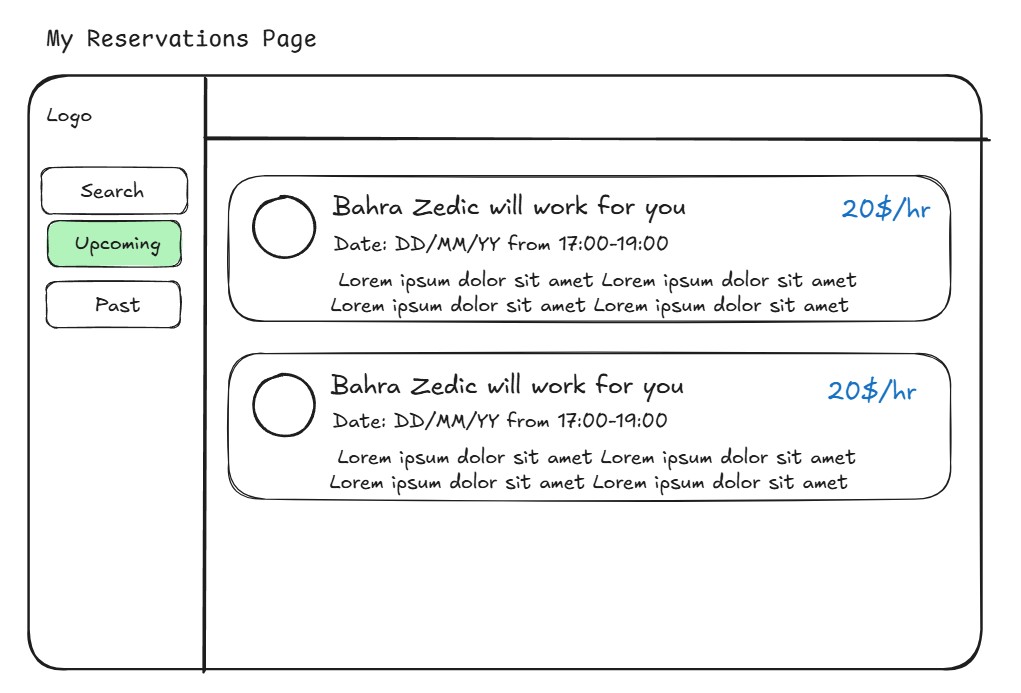 My Reservations Page
Logo
Search
Upcoming
Past
Bahra Zedic will work for you
20$/hr
Date: DD/MM/YY from 17:00-19:00
Lorem ipsum dolor sit amet Lorem ipsum dolor sit amet
Lorem ipsum dolor sit amet Lorem ipsum dolor sit amet
Bahra Zedic will work for you
20$/hr
Date: DD/MM/YY from 17:00-19:00
Lorem ipsum dolor sit amet Lorem ipsum dolor sit amet
Lorem ipsum dolor sit amet Lorem ipsum dolor sit amet